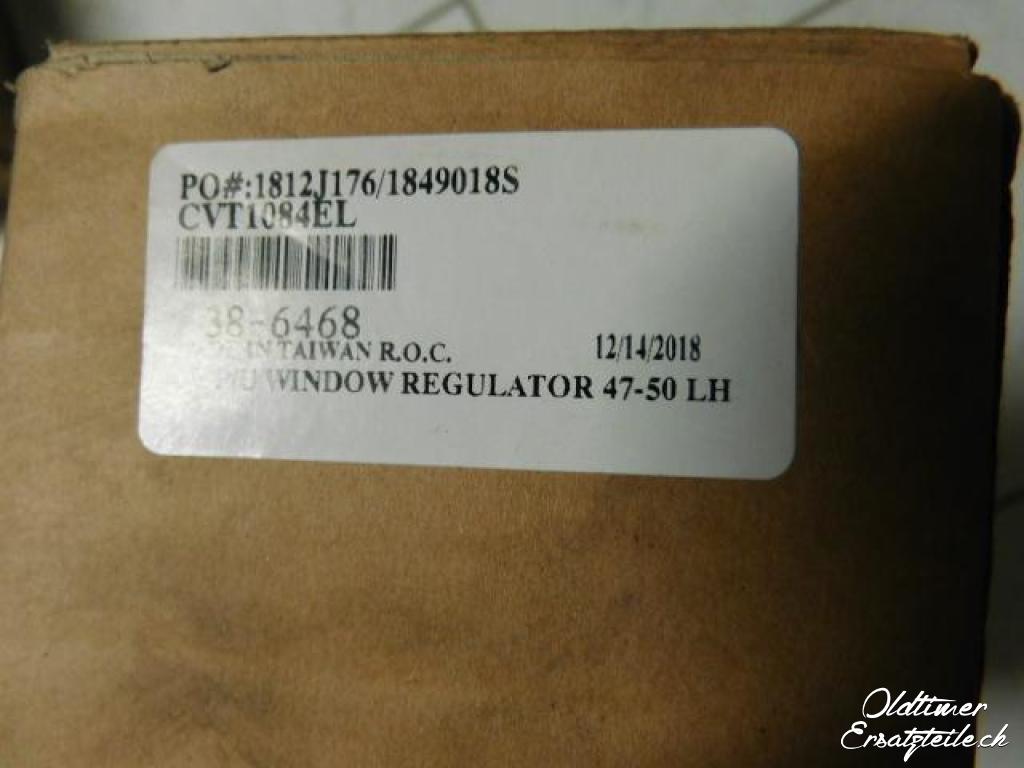 PO#:1812J176/1849018S
CVT1084EL
38-6468
IN TAIWAN R.O.C. 12/14/2018
P/U WINDOW REGULATOR 47-50 LH
Oldtimer
Ersatzteile.ch